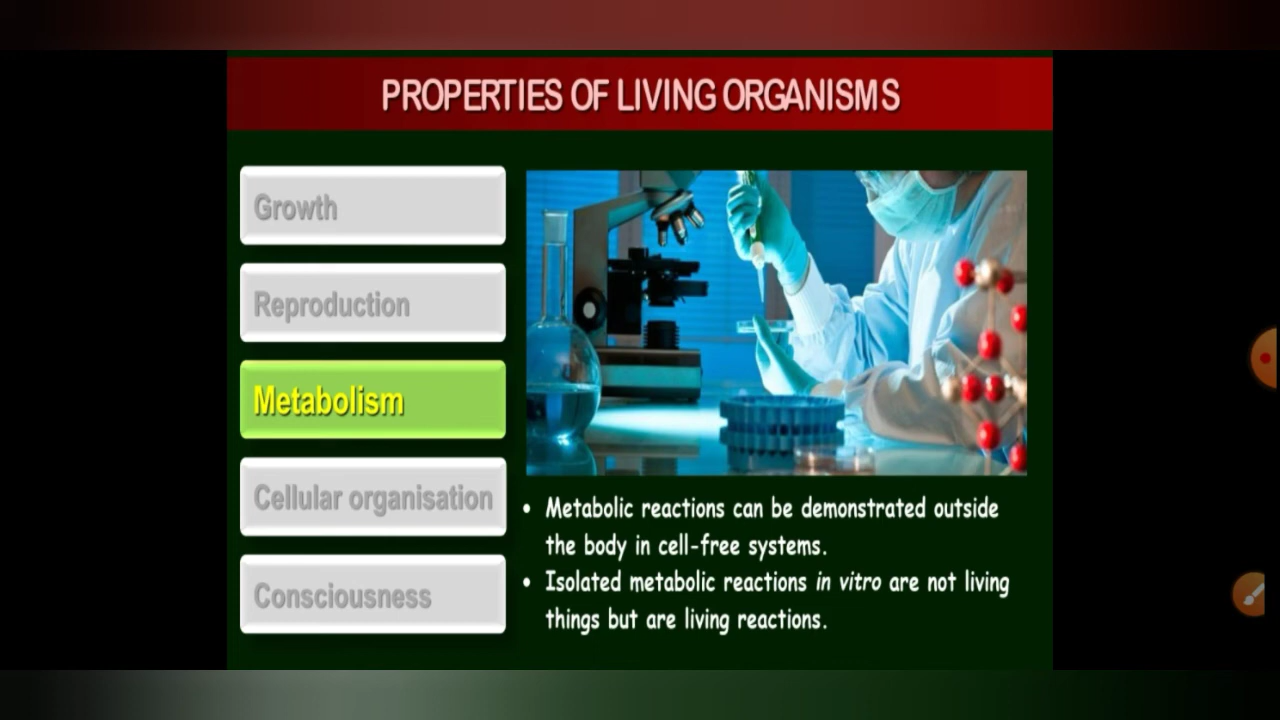 PROPERTIES OF LIVING ORGANISMS
Growth
Reproduction
Metabolism
Cellular organisation
Consciousness
• Metabolic reactions can be demonstrated outside
the body in cell-free systems.
• Isolated metabolic reactions in vitro are not living
things but are living reactions.